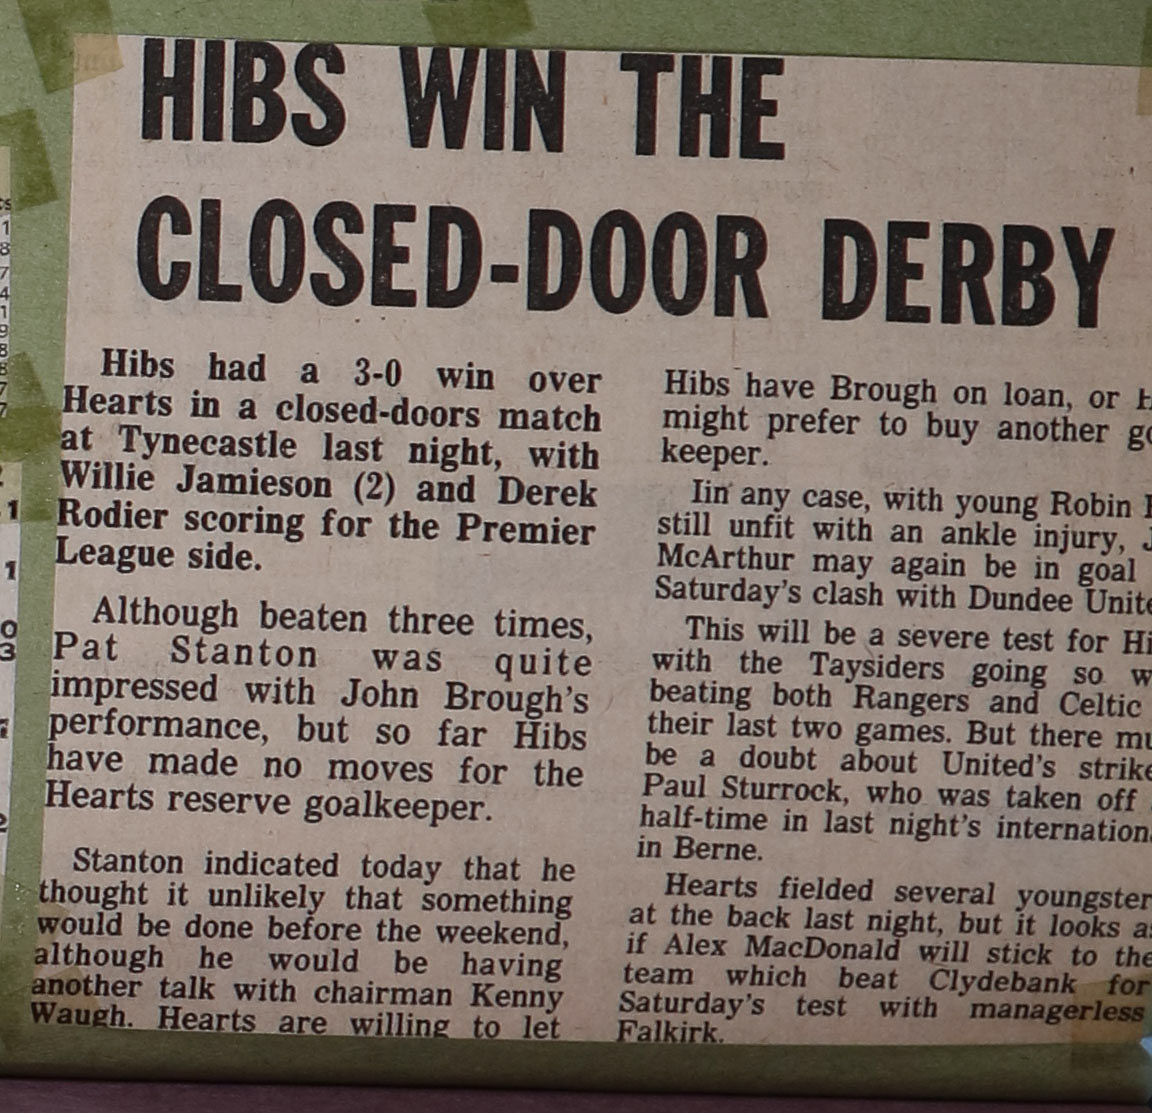 HIBS WIN THE
CLOSED-DOOR DERBY
Hibs had a 3-0 win over
Hearts in a closed-doors match
at Tynecastle last night, with
Willie Jamieson (2) and Derek
Rodier scoring for the Premier
League side.
Although beaten three times,
Pat Stanton was quite
impressed with John Brough's
performance, but so far Hibs
have made no moves for the
Hearts reserve goalkeeper.
Stanton indicated today that he
thought it unlikely that something
would be done before the weekend,
although he would be having
another talk with chairman Kenny
Waugh. Hearts are willing to let
Hibs have Brough on loan, or
might prefer to buy another
keeper.
Iin any case, with young Robin
still unfit with an ankle injury,
McArthur may again be in goal
Saturday's clash with Dundee Unite
This will be a severe test for Hi
with the Taysiders going so w
beating both Rangers and Celtic
their last two games. But there mu
be a doubt about United's strike
Paul Sturrock, who was taken off
half-time in last night's internation
in Berne.
Hearts fielded several youngster
at the back last night, but it looks as
if Alex MacDonald will stick to the
team which beat Clydebank for
Saturday's test with managerless
Falkirk.